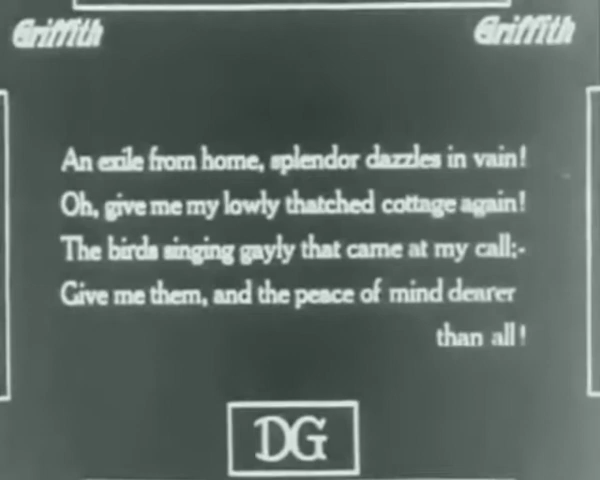 Griffith Griffith
An exile from home, splendor dazzles in vain!
Oh, give me my lowly thatched cottage again!
The birds singing gayly that came at my call;-
Give me them, and the peace of mind dearer
than all!
DG